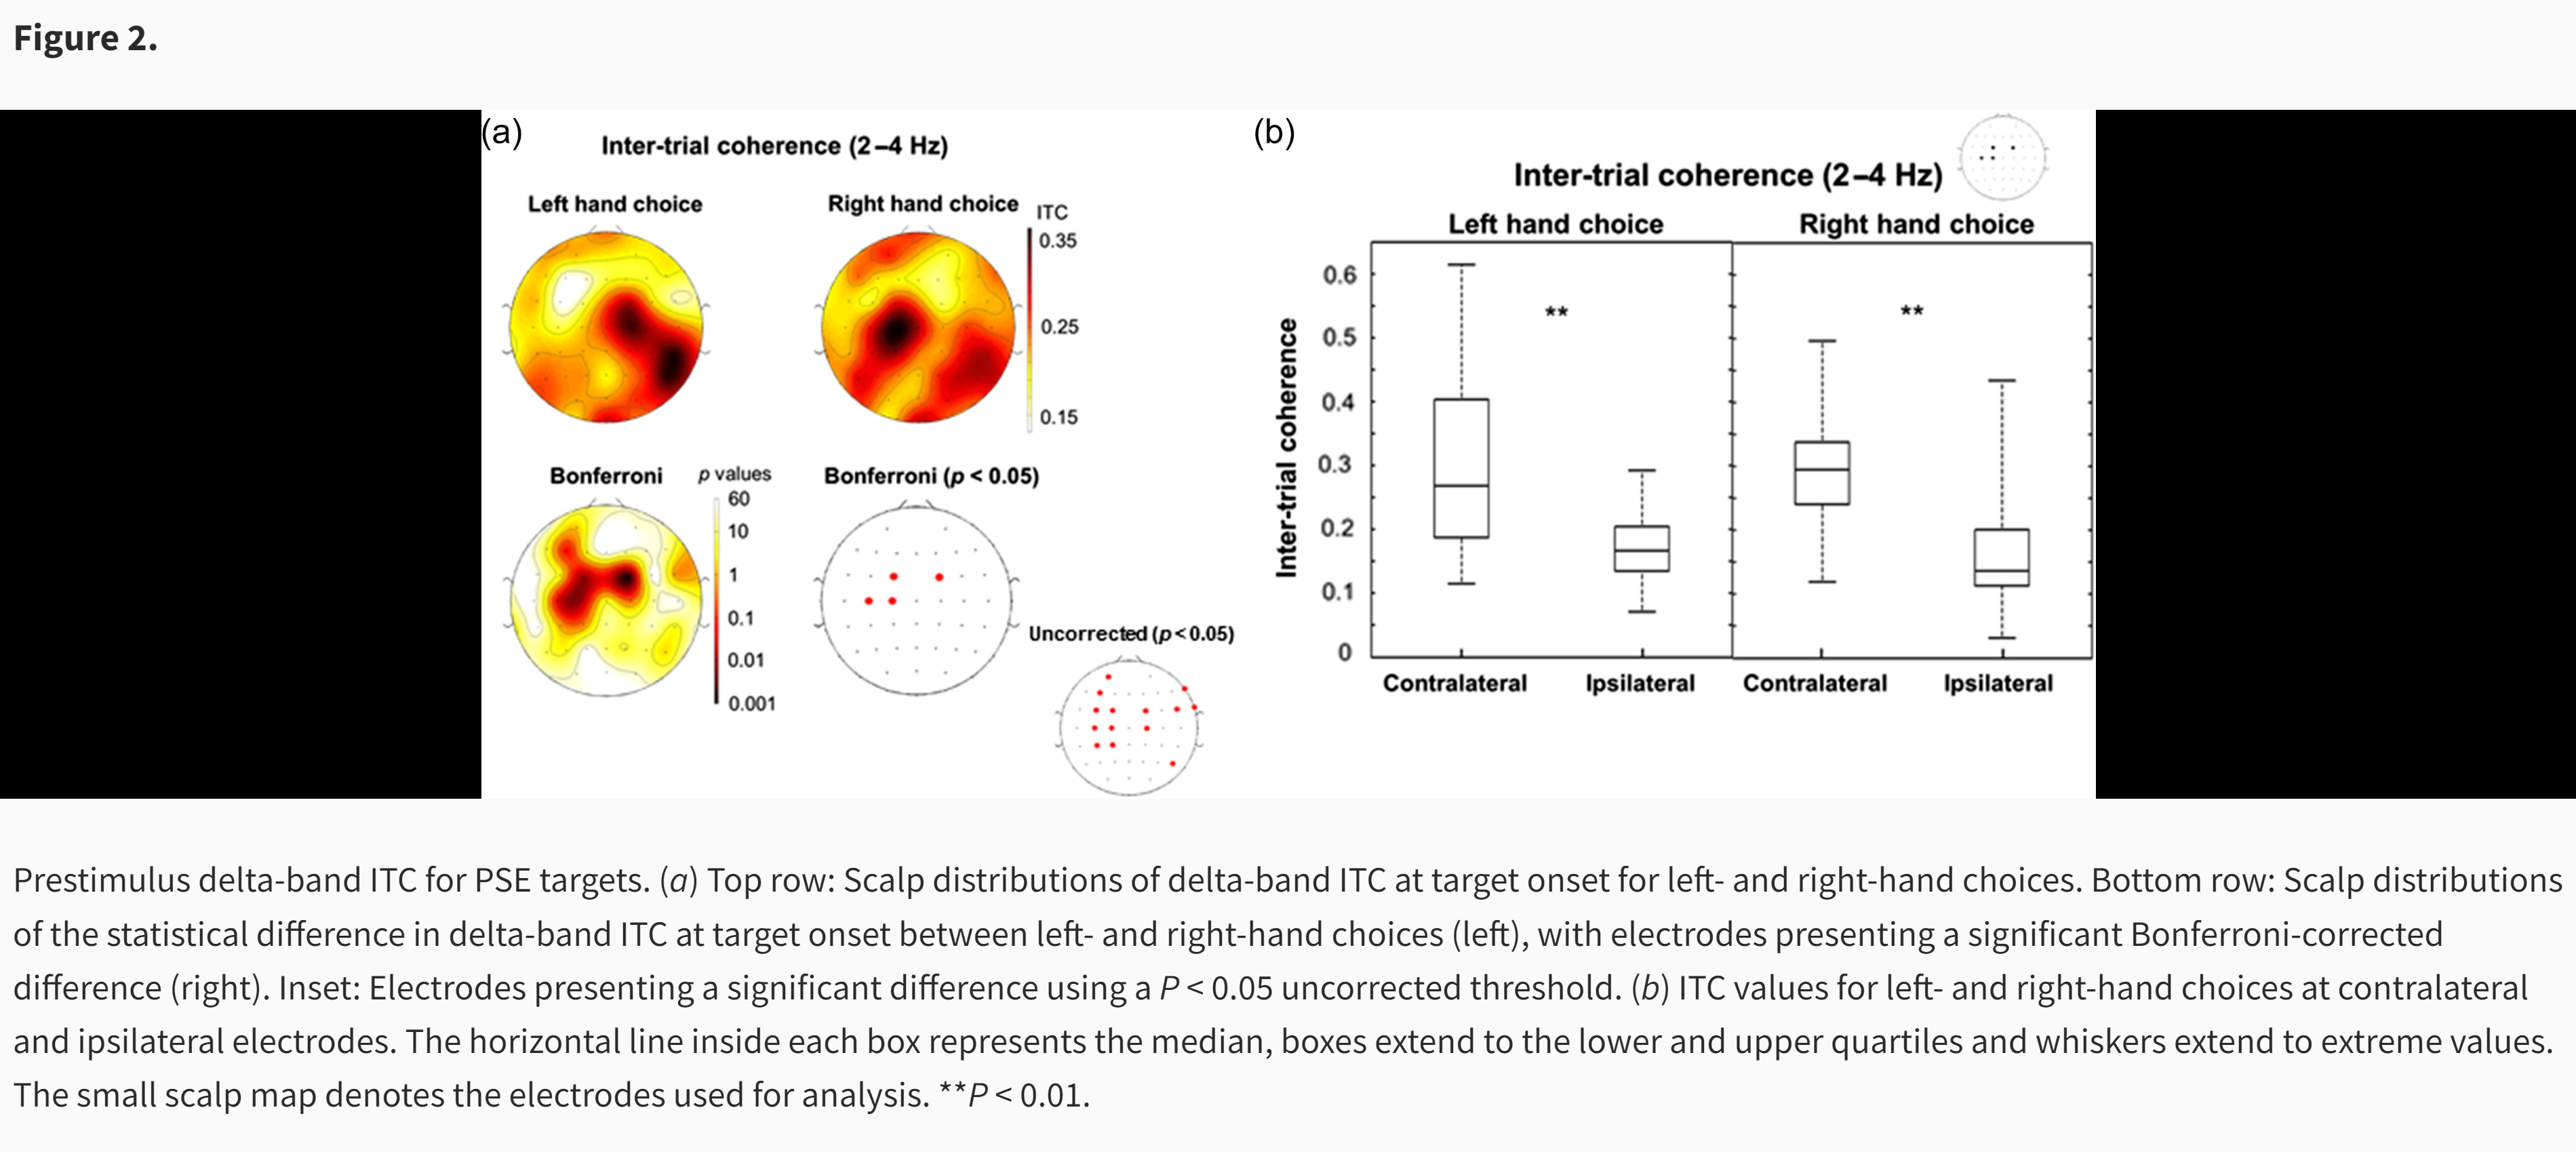 Figure 2.
(a)
Inter-trial coherence (2–4 Hz)
Left hand choice
Right hand choice
ITC
0.35
0.25
0.15
Bonferroni
p values
60
10
1
0.1
0.01
0.001
Bonferroni (p < 0.05)
Uncorrected (p<0.05)
(b)
Inter-trial coherence (2–4 Hz)
Left hand choice
Right hand choice
Inter-trial coherence
0.6
0.5
0.4
0.3
0.2
0.1
0
**
**
Contralateral
Ipsilateral
Contralateral
Ipsilateral
Prestimulus delta-band ITC for PSE targets. (a) Top row: Scalp distributions of delta-band ITC at target onset for left- and right-hand choices. Bottom row: Scalp distributions
of the statistical difference in delta-band ITC at target onset between left- and right-hand choices (left), with electrodes presenting a significant Bonferroni-corrected
difference (right). Inset: Electrodes presenting a significant difference using a P < 0.05 uncorrected threshold. (b) ITC values for left- and right-hand choices at contralateral
and ipsilateral electrodes. The horizontal line inside each box represents the median, boxes extend to the lower and upper quartiles and whiskers extend to extreme values.
The small scalp map denotes the electrodes used for analysis. **P < 0.01.